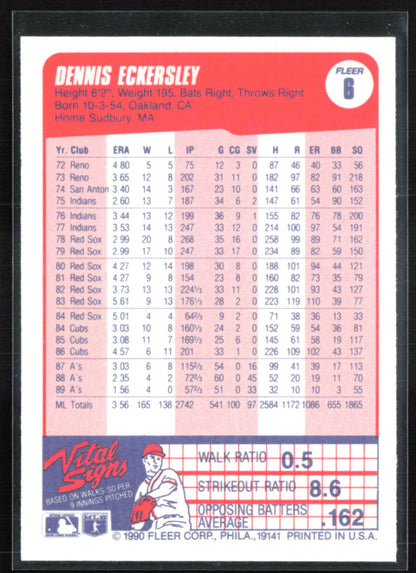 DENNIS ECKERSLEY
FLEER
6
Height 6'2", Weight 195, Bats Right, Throws Right
Born 10-3-54, Oakland, CA
Home Sudbury, MA
Yr. Club ERA W L IP G CG SV H R ER BB SO
72 Reno 4.80 5 5 75 12 3 0 87 46 40 33 56
73 Reno 3.65 12 8 202 31 11 0 182 97 82 91 218
74 San Anton 3.40 14 3 167 23 10 0 141 66 63 60 163
75 Indians 2.60 13 7 187 34 6 2 147 61 54 90 152
76 Indians 3.44 13 12 199 36 9 1 155 82 76 78 200
77 Indians 3.53 14 13 247 33 12 0 214 100 97 54 191
78 Red Sox 2.99 20 8 268 35 16 0 258 99 89 71 162
79 Red Sox 2.99 17 10 247 33 17 0 234 89 82 59 150
80 Red Sox 4.27 12 14 198 30 8 0 188 101 94 44 121
81 Red Sox 4.27 9 8 154 23 8 0 160 82 73 35 79
82 Red Sox 3.73 13 13 224⅓ 33 11 0 228 101 93 43 127
83 Red Sox 5.61 9 13 176⅓ 28 2 0 223 119 110 39 77
84 Red Sox 5.01 4 4 64⅔ 9 2 0 71 38 36 13 33
84 Cubs 3.03 10 8 160⅓ 24 2 0 152 59 54 36 81
85 Cubs 3.08 11 7 169⅓ 25 6 0 145 61 58 19 117
86 Cubs 4.57 6 11 201 33 1 0 226 109 102 43 137
87 A's 3.03 6 8 115⅔ 54 0 16 99 41 39 17 113
88 A's 2.35 4 2 72⅔ 60 0 45 52 20 19 11 70
89 A's 1.56 4 0 57⅔ 51 0 33 32 10 10 3 55
ML Totals 3.56 165 138 2742 541 100 97 2584 1172 1086 655 1865
Vital
Signs
BASED ON WALKS/SO PER
9 INNINGS PITCHED
WALK RATIO 0.5
STRIKEOUT RATIO 8.6
OPPOSING BATTERS
AVERAGE .162
© 1990 FLEER CORP., PHILA., 19141 PRINTED IN U.S.A.